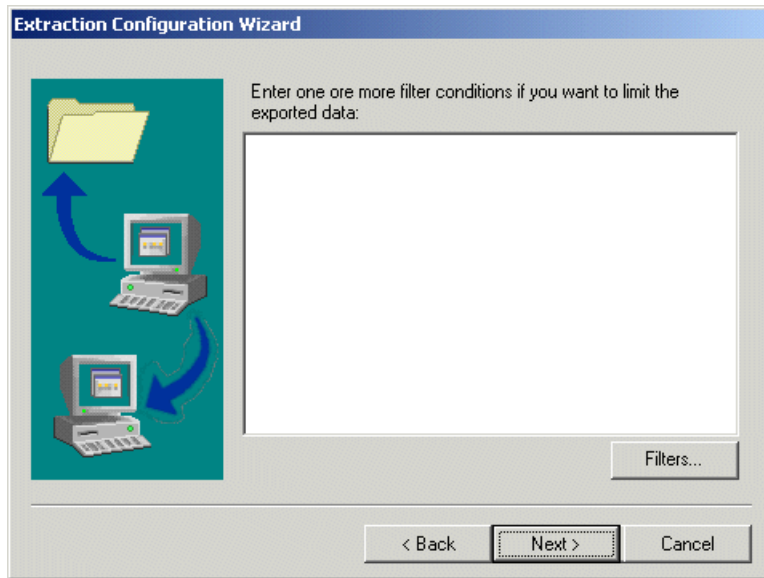 Extraction Configuration Wizard
Enter one ore more filter conditions if you want to limit the
exported data:
Filters...
< Back
Next >
Cancel